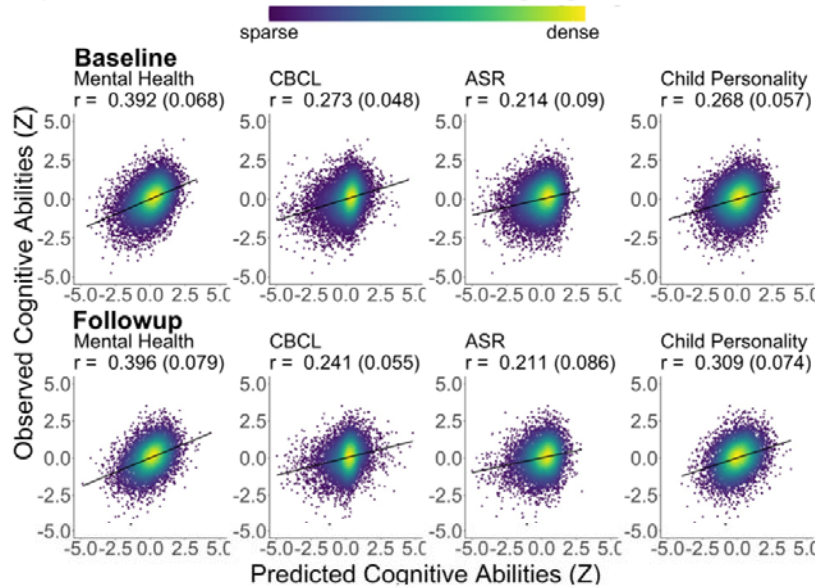 sparse dense
Baseline
Mental Health CBCL ASR Child Personality
r = 0.392 (0.068) r = 0.273 (0.048) r = 0.214 (0.09) r = 0.268 (0.057)
5.0 5.0 5.0 5.0
2.5 2.5 2.5 2.5
0.0 0.0 0.0 0.0
-2.5 -2.5 -2.5 -2.5
-5.0 -5.0 -5.0 -5.0
-5.0 -2.5 0.0 2.5 5.0 -5.0 -2.5 0.0 2.5 5.0 -5.0 -2.5 0.0 2.5 5.0 -5.0 -2.5 0.0 2.5 5.0
Followup
Mental Health CBCL ASR Child Personality
r = 0.396 (0.079) r = 0.241 (0.055) r = 0.211 (0.086) r = 0.309 (0.074)
5.0 5.0 5.0 5.0
2.5 2.5 2.5 2.5
0.0 0.0 0.0 0.0
-2.5 -2.5 -2.5 -2.5
-5.0 -5.0 -5.0 -5.0
-5.0 -2.5 0.0 2.5 5.0 -5.0 -2.5 0.0 2.5 5.0 -5.0 -2.5 0.0 2.5 5.0 -5.0 -2.5 0.0 2.5 5.0
Observed Cognitive Abilities (Z)
Predicted Cognitive Abilities (Z)